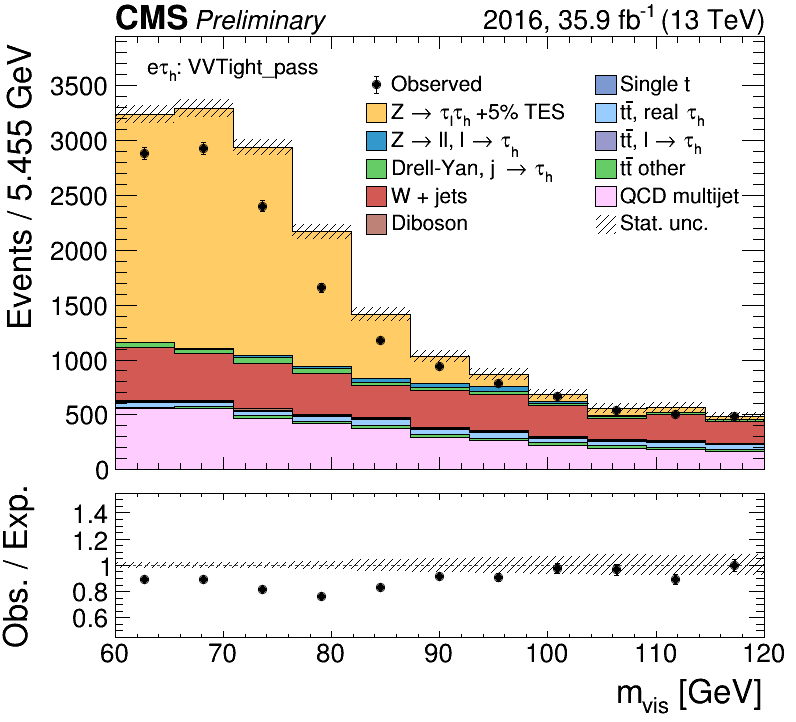 CMS Preliminary 2016, 35.9 fb⁻¹ (13 TeV)
eτₕ: VVTight_pass
Observed
Z → τₗτₕ +5% TES
Z → ll, l → τₕ
Drell-Yan, j → τₕ
W + jets
Diboson
Single t
tt̄, real τₕ
tt̄, l → τₕ
tt̄ other
QCD multijet
Stat. unc.
Events / 5.455 GeV
3500
3000
2500
2000
1500
1000
500
0
Obs. / Exp.
1.4
1.2
1
0.8
0.6
60 70 80 90 100 110 120
m_vis [GeV]